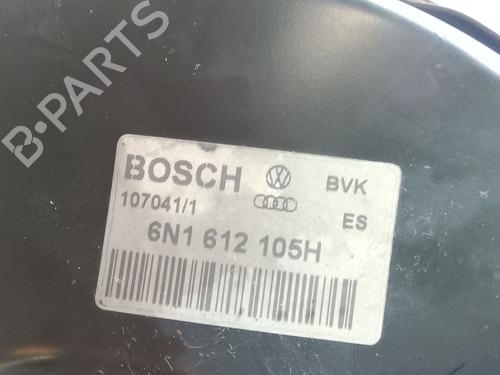 B-PARTS
BOSCH BVK
107041/1 ES
6N1 612 105H